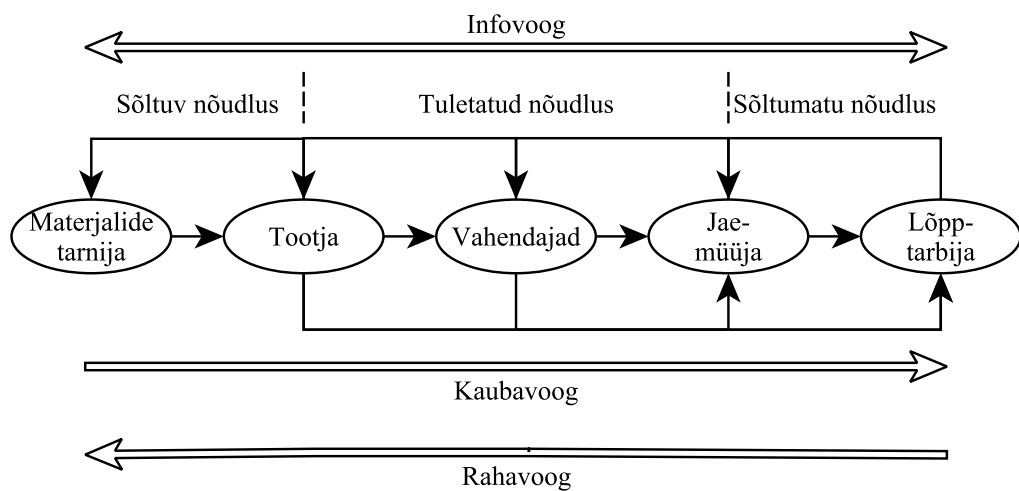 Infovoog
Sõltuv nõudlus
Tuletatud nõudlus
Sõltumatu nõudlus
Materjalide
tarnija
Tootja
Vahendajad
Jae-
müüja
Lõpp-
tarbija
Kaubavoog
Rahavoog